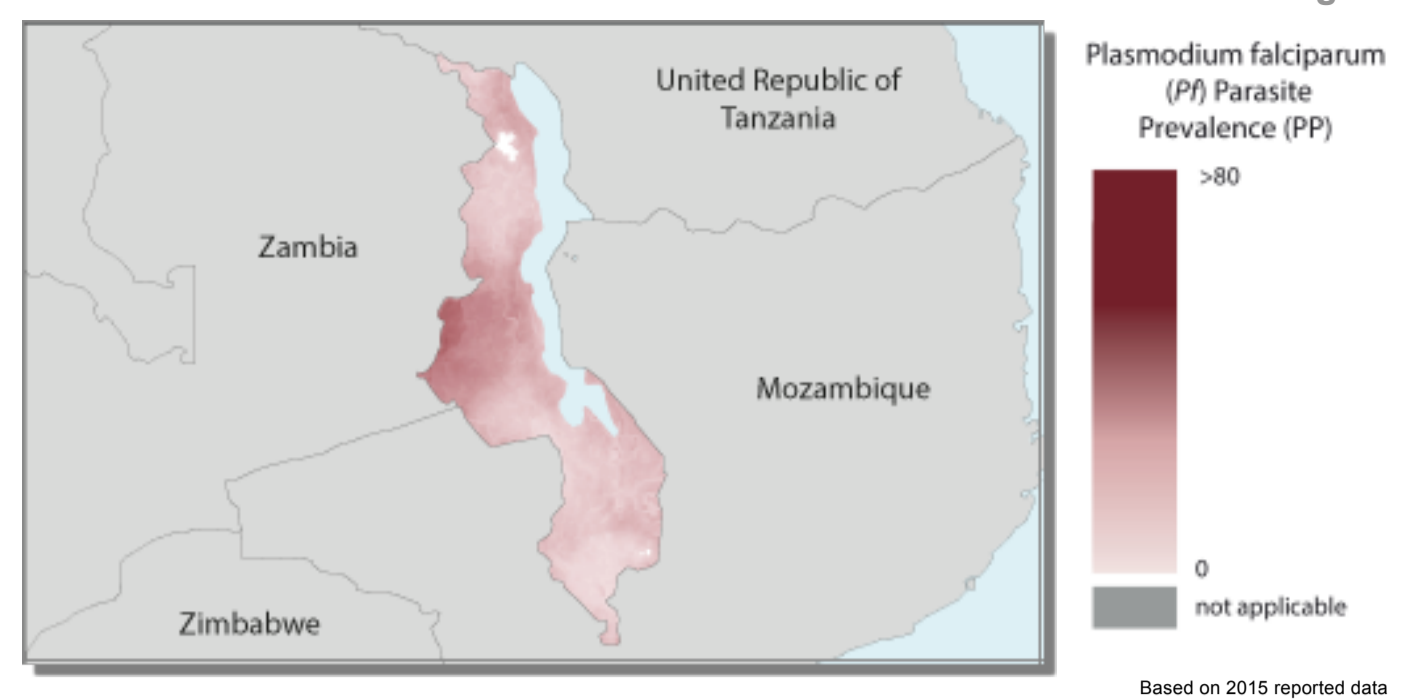 United Republic of
Tanzania
Zambia
Mozambique
Zimbabwe
Plasmodium falciparum
(Pf) Parasite
Prevalence (PP)
>80
0
not applicable
Based on 2015 reported data